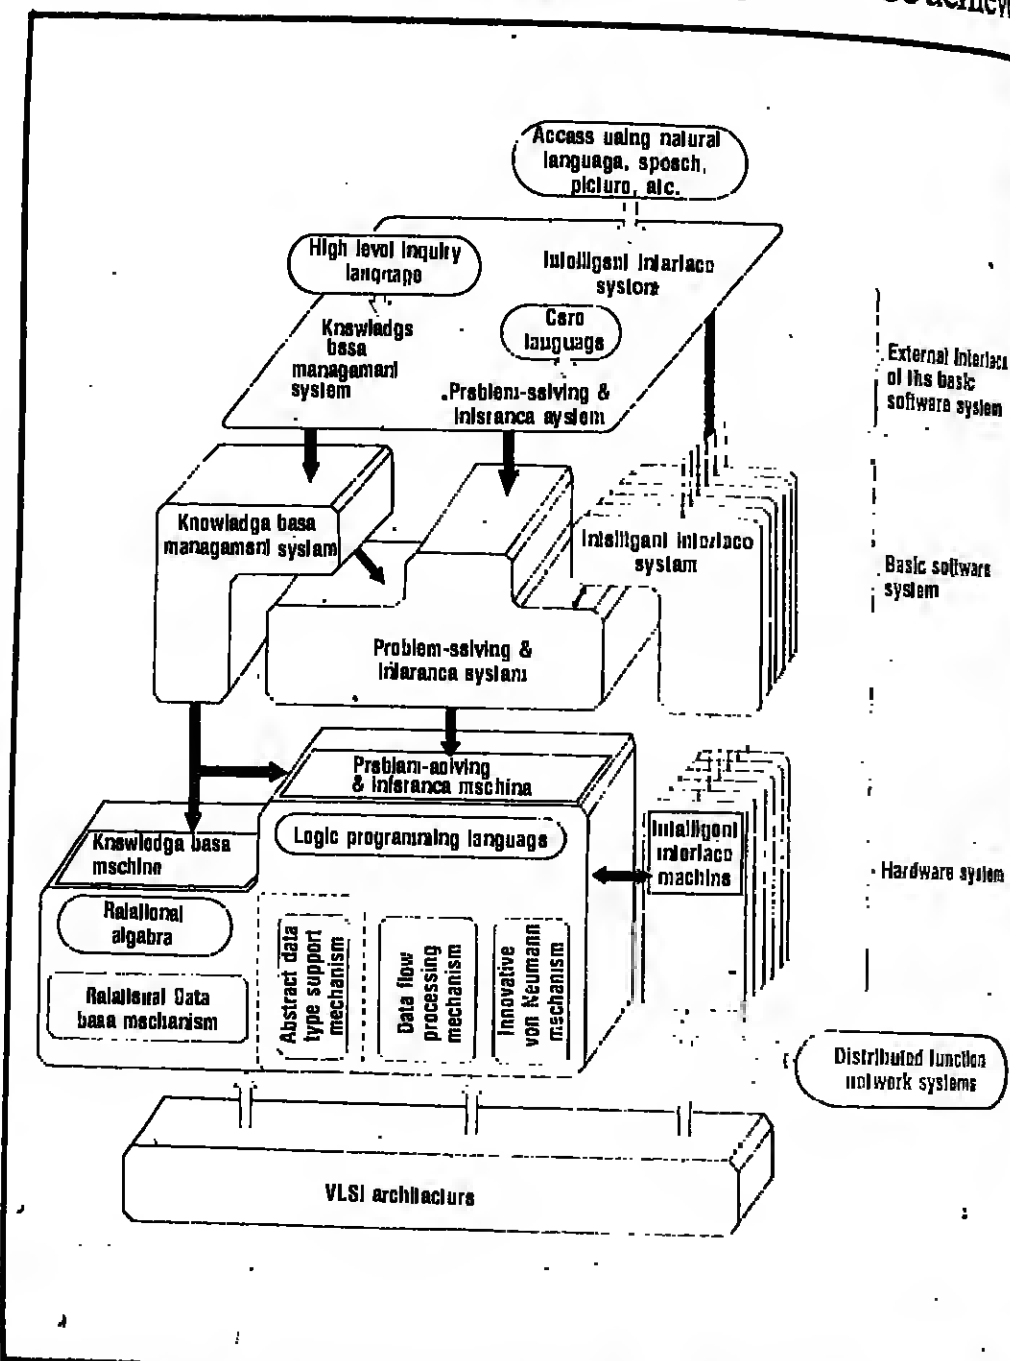 Access using natural
language, speech,
picture, etc.
High level inquiry
language
Intelligent interface
system
Core
language
Knowledge
base
management
system
Problem-solving &
inference system
External interface
of the basic
software system
Knowledge base
management system
Intelligent interface
system
Basic software
system
Problem-solving &
inference system
Problem-solving
& inference machine
Logic programming language
Knowledge base
machine
Intelligent
interface
machine
Hardware system
Relational
algebra
Relational Data
base mechanism
Abstract data
type support
mechanism
Data flow
processing
mechanism
Innovative
von Neumann
mechanism
Distributed function
network systems
VLSI architecture